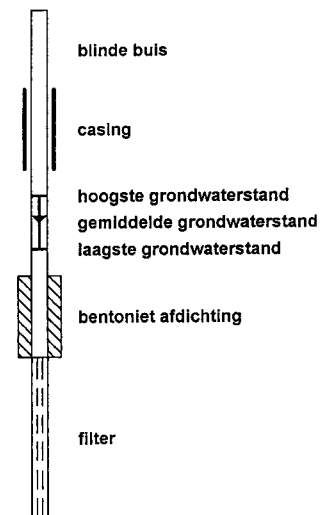 blinde buis
casing
hoogste grondwaterstand
gemiddelde grondwaterstand
laagste grondwaterstand
bentoniet afdichting
filter